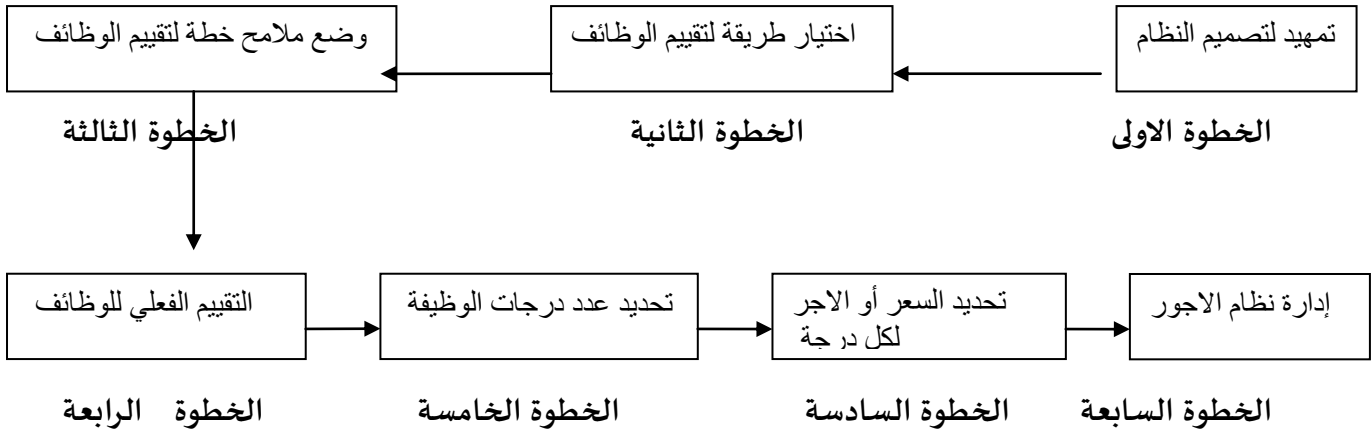 تمهيد لتصميم النظام
اختيار طريقة لتقييم الوظائف
وضع ملامح خطة لتقييم الوظائف
الخطوة الاولى
الخطوة الثانية
الخطوة الثالثة
التقييم الفعلي للوظائف
تحديد عدد درجات الوظيفة
تحديد السعر أو الاجر
لكل درجة
إدارة نظام الاجور
الخطوة الرابعة
الخطوة الخامسة
الخطوة السادسة
الخطوة السابعة